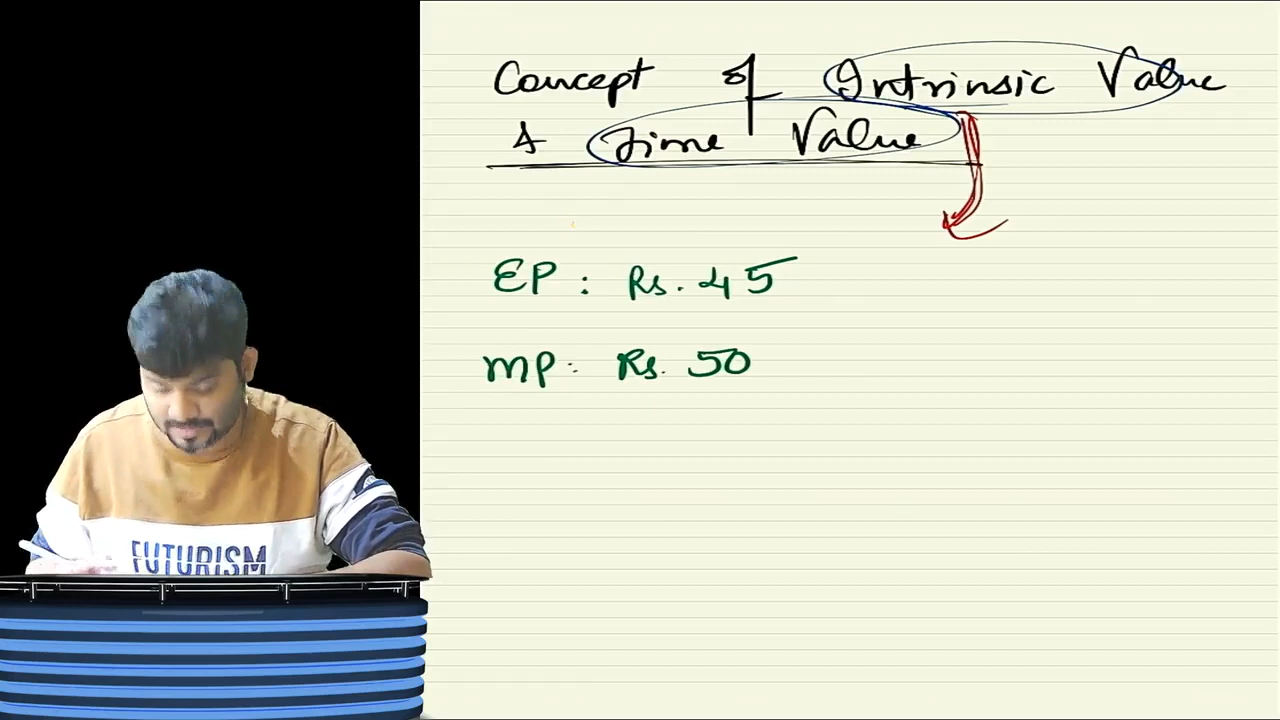 Concept of Intrinsic Value
& Time Value
EP : Rs. 45
MP : Rs. 50
FUTURISM